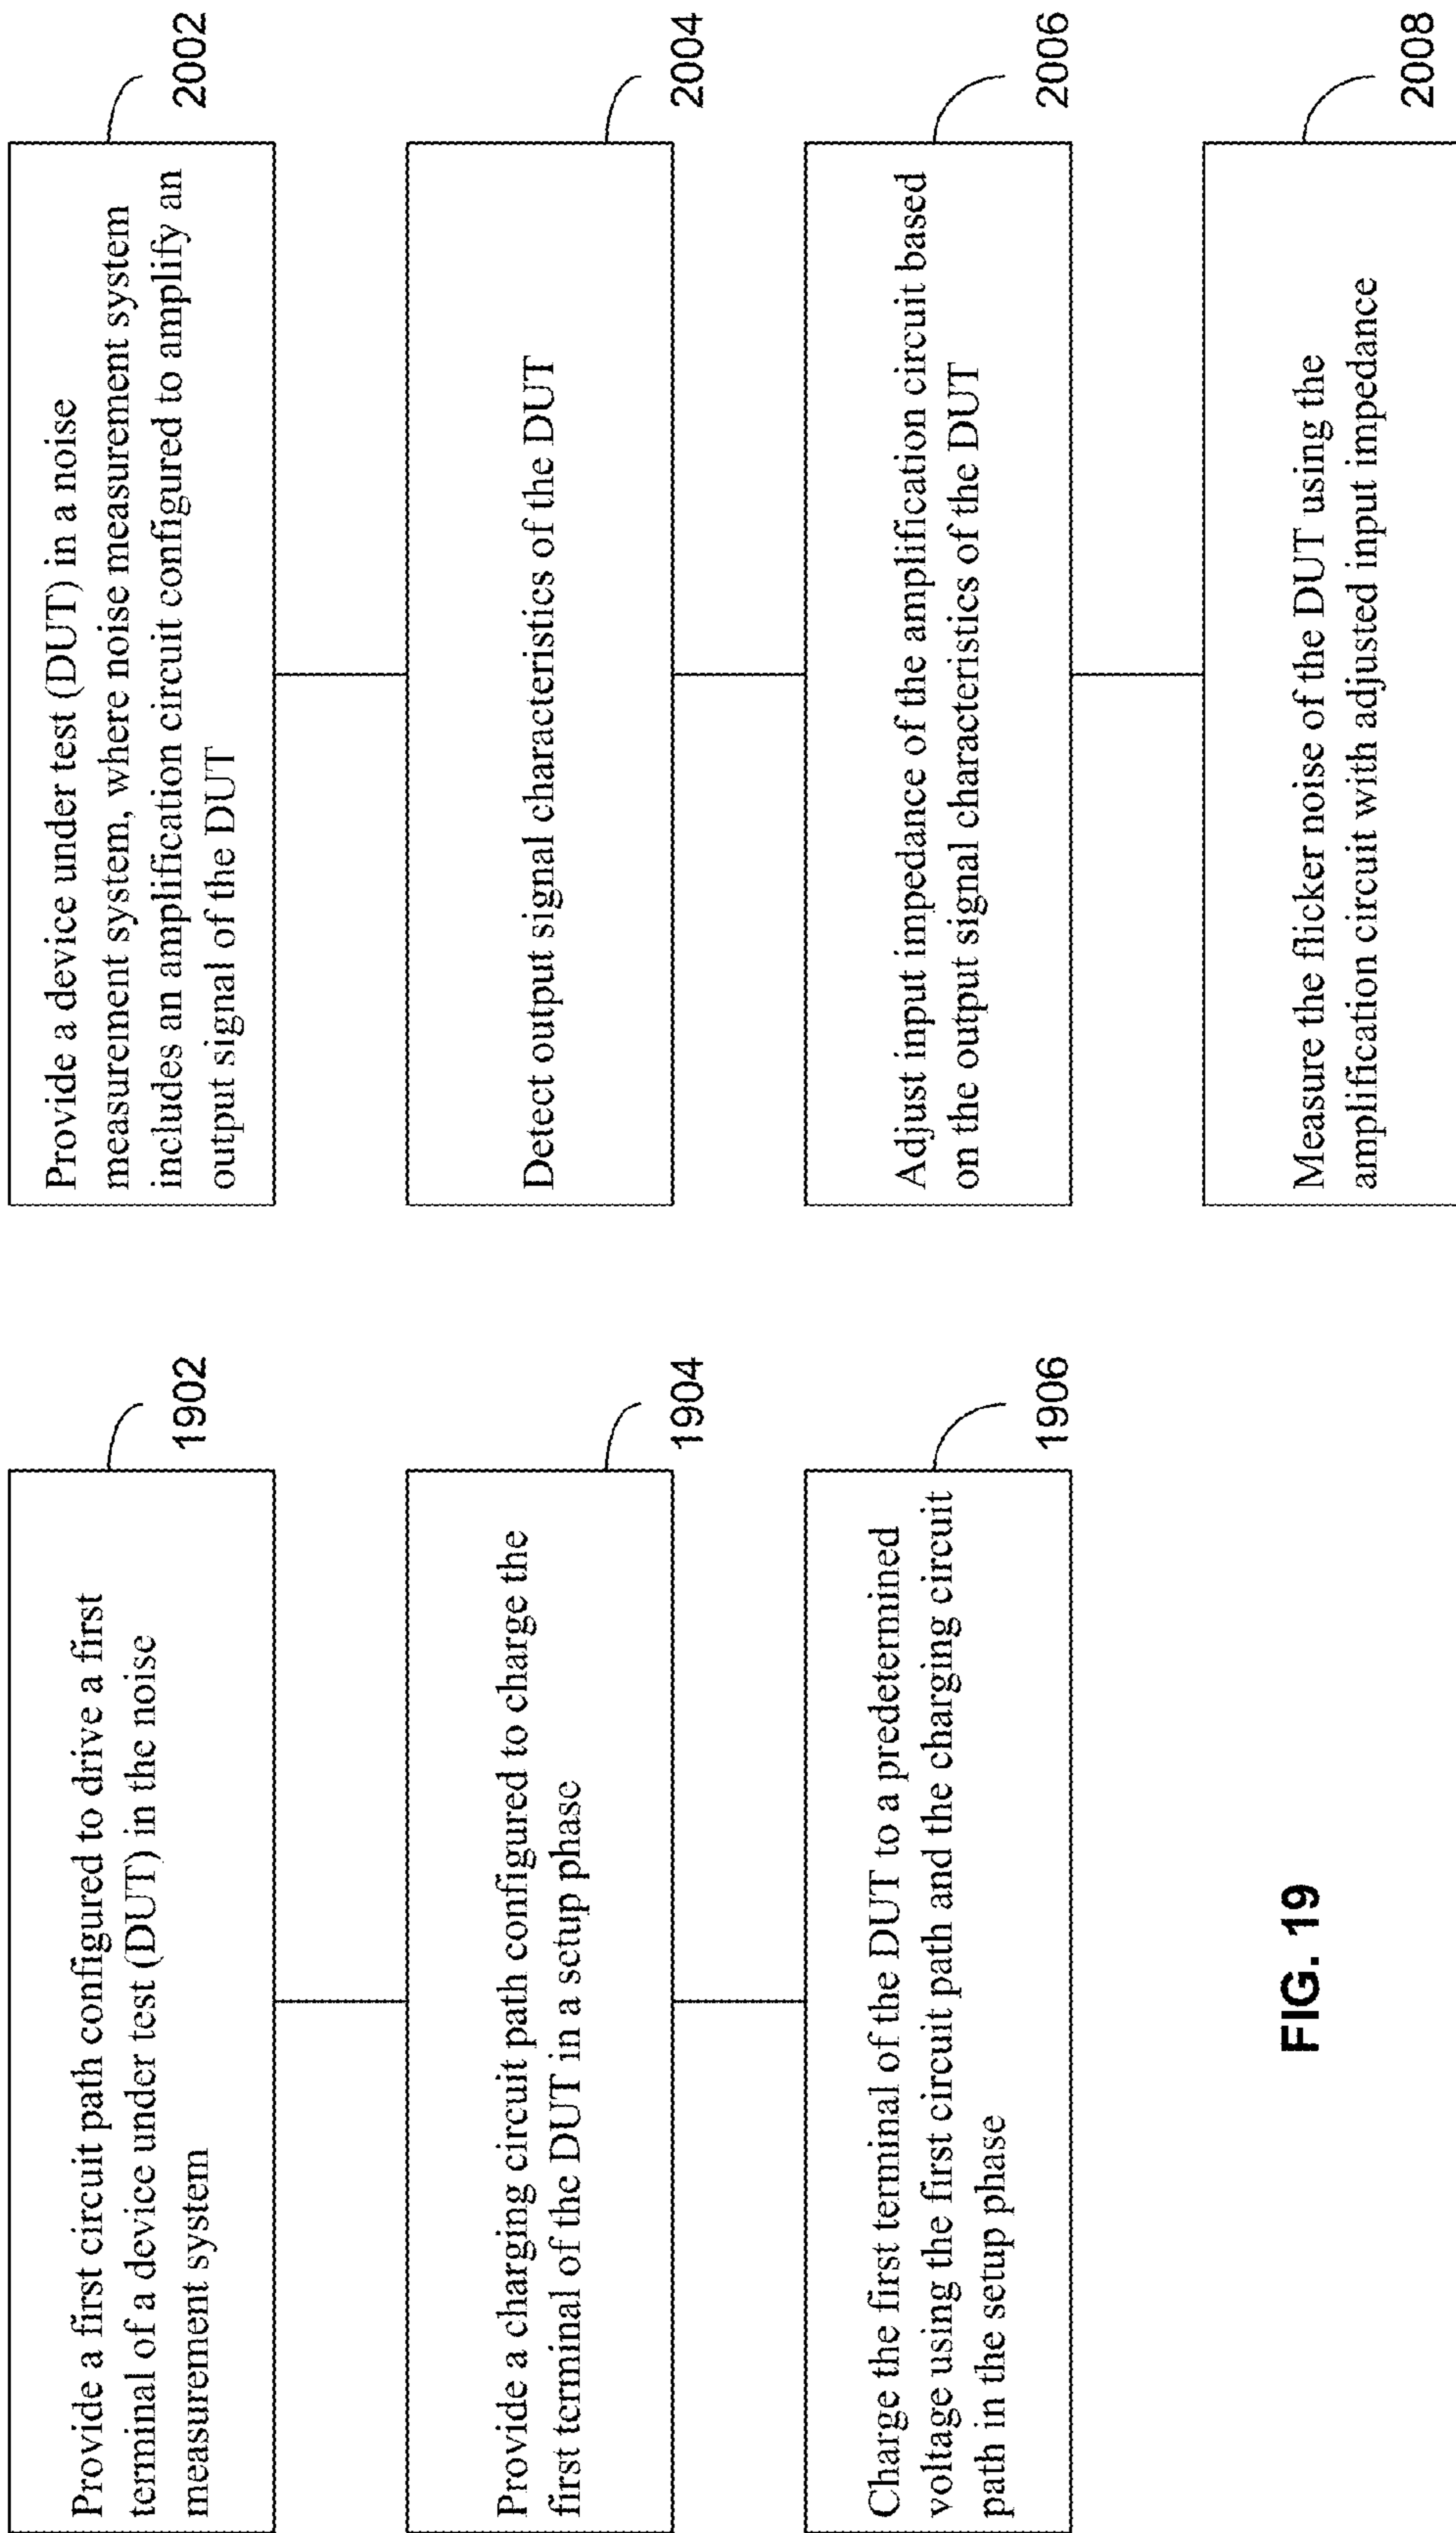 Provide a first circuit path configured to drive a first
terminal of a device under test (DUT) in the noise
measurement system
1902
Provide a charging circuit path configured to charge the
first terminal of the DUT in a setup phase
1904
Charge the first terminal of the DUT to a predetermined
voltage using the first circuit path and the charging circuit
path in the setup phase
1906
FIG. 19
Provide a device under test (DUT) in a noise
measurement system, where noise measurement system
includes an amplification circuit configured to amplify an
output signal of the DUT
2002
Detect output signal characteristics of the DUT
2004
Adjust input impedance of the amplification circuit based
on the output signal characteristics of the DUT
2006
Measure the flicker noise of the DUT using the
amplification circuit with adjusted input impedance
2008